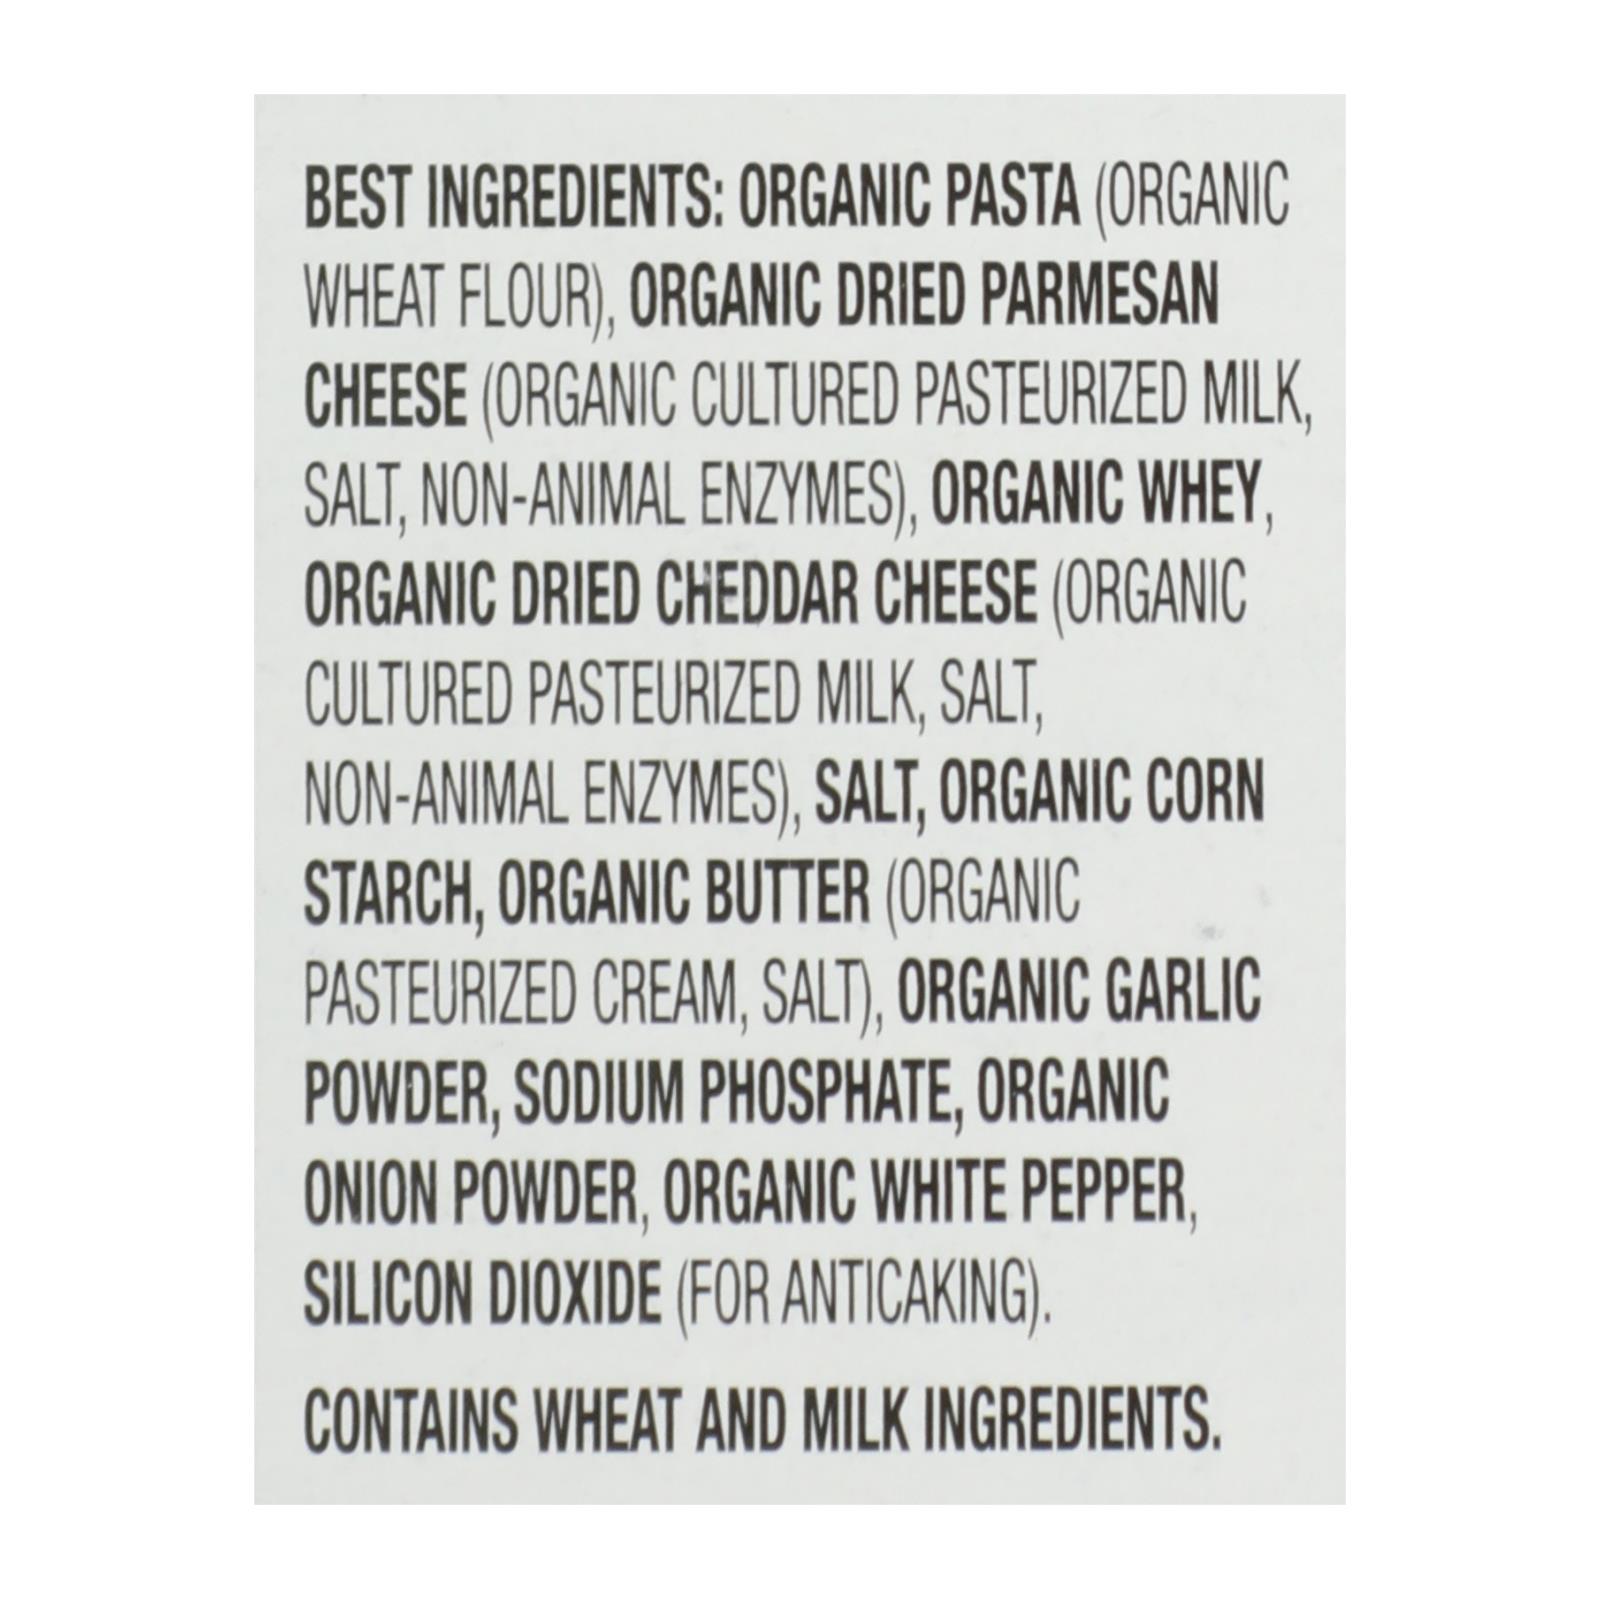 BEST INGREDIENTS: ORGANIC PASTA (ORGANIC
WHEAT FLOUR), ORGANIC DRIED PARMESAN
CHEESE (ORGANIC CULTURED PASTEURIZED MILK,
SALT, NON-ANIMAL ENZYMES), ORGANIC WHEY,
ORGANIC DRIED CHEDDAR CHEESE (ORGANIC
CULTURED PASTEURIZED MILK, SALT,
NON-ANIMAL ENZYMES), SALT, ORGANIC CORN
STARCH, ORGANIC BUTTER (ORGANIC
PASTEURIZED CREAM, SALT), ORGANIC GARLIC
POWDER, SODIUM PHOSPHATE, ORGANIC
ONION POWDER, ORGANIC WHITE PEPPER,
SILICON DIOXIDE (FOR ANTICAKING).
CONTAINS WHEAT AND MILK INGREDIENTS.